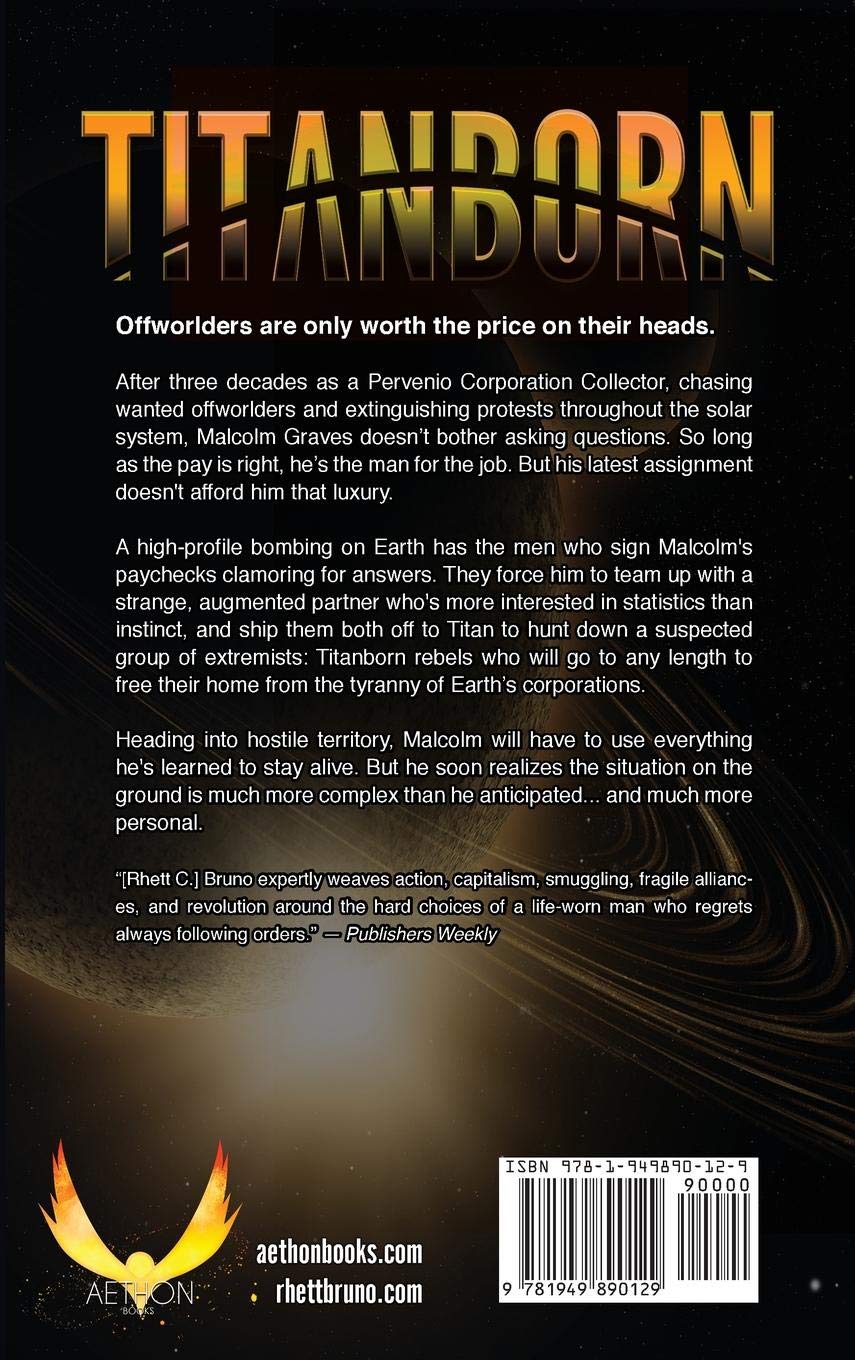 TITANBORN
Offworlders are only worth the price on their heads.
After three decades as a Pervenio Corporation Collector, chasing
wanted offworlders and extinguishing protests throughout the solar
system, Malcolm Graves doesn’t bother asking questions. So long
as the pay is right, he’s the man for the job. But his latest assignment
doesn't afford him that luxury.
A high-profile bombing on Earth has the men who sign Malcolm's
paychecks clamoring for answers. They force him to team up with a
strange, augmented partner who's more interested in statistics than
instinct, and ship them both off to Titan to hunt down a suspected
group of extremists: Titanborn rebels who will go to any length to
free their home from the tyranny of Earth’s corporations.
Heading into hostile territory, Malcolm will have to use everything
he's learned to stay alive. But he soon realizes the situation on the
ground is much more complex than he anticipated... and much more
personal.
“[Rhett C.] Bruno expertly weaves action, capitalism, smuggling, fragile allianc-
es, and revolution around the hard choices of a life-worn man who regrets
always following orders.” — Publishers Weekly
AETHON
BOOKS
aethonbooks.com
rhettbruno.com
ISBN 978-1-949890-12-9
90000
9 781949 890129